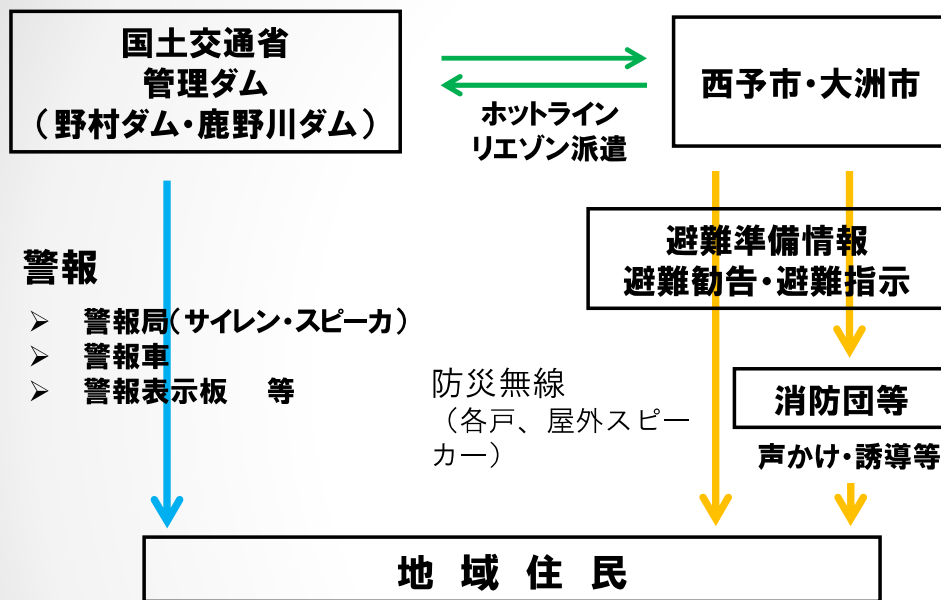 国土交通省
管理ダム
（野村ダム・鹿野川ダム）
ホットライン
リエゾン派遣
西予市・大洲市
避難準備情報
避難勧告・避難指示
警報
➢ 警報局（サイレン・スピーカ）
➢ 警報車
➢ 警報表示板　等
防災無線
（各戸、屋外スピー
カー）
消防団等
声かけ・誘導等
地 域 住 民